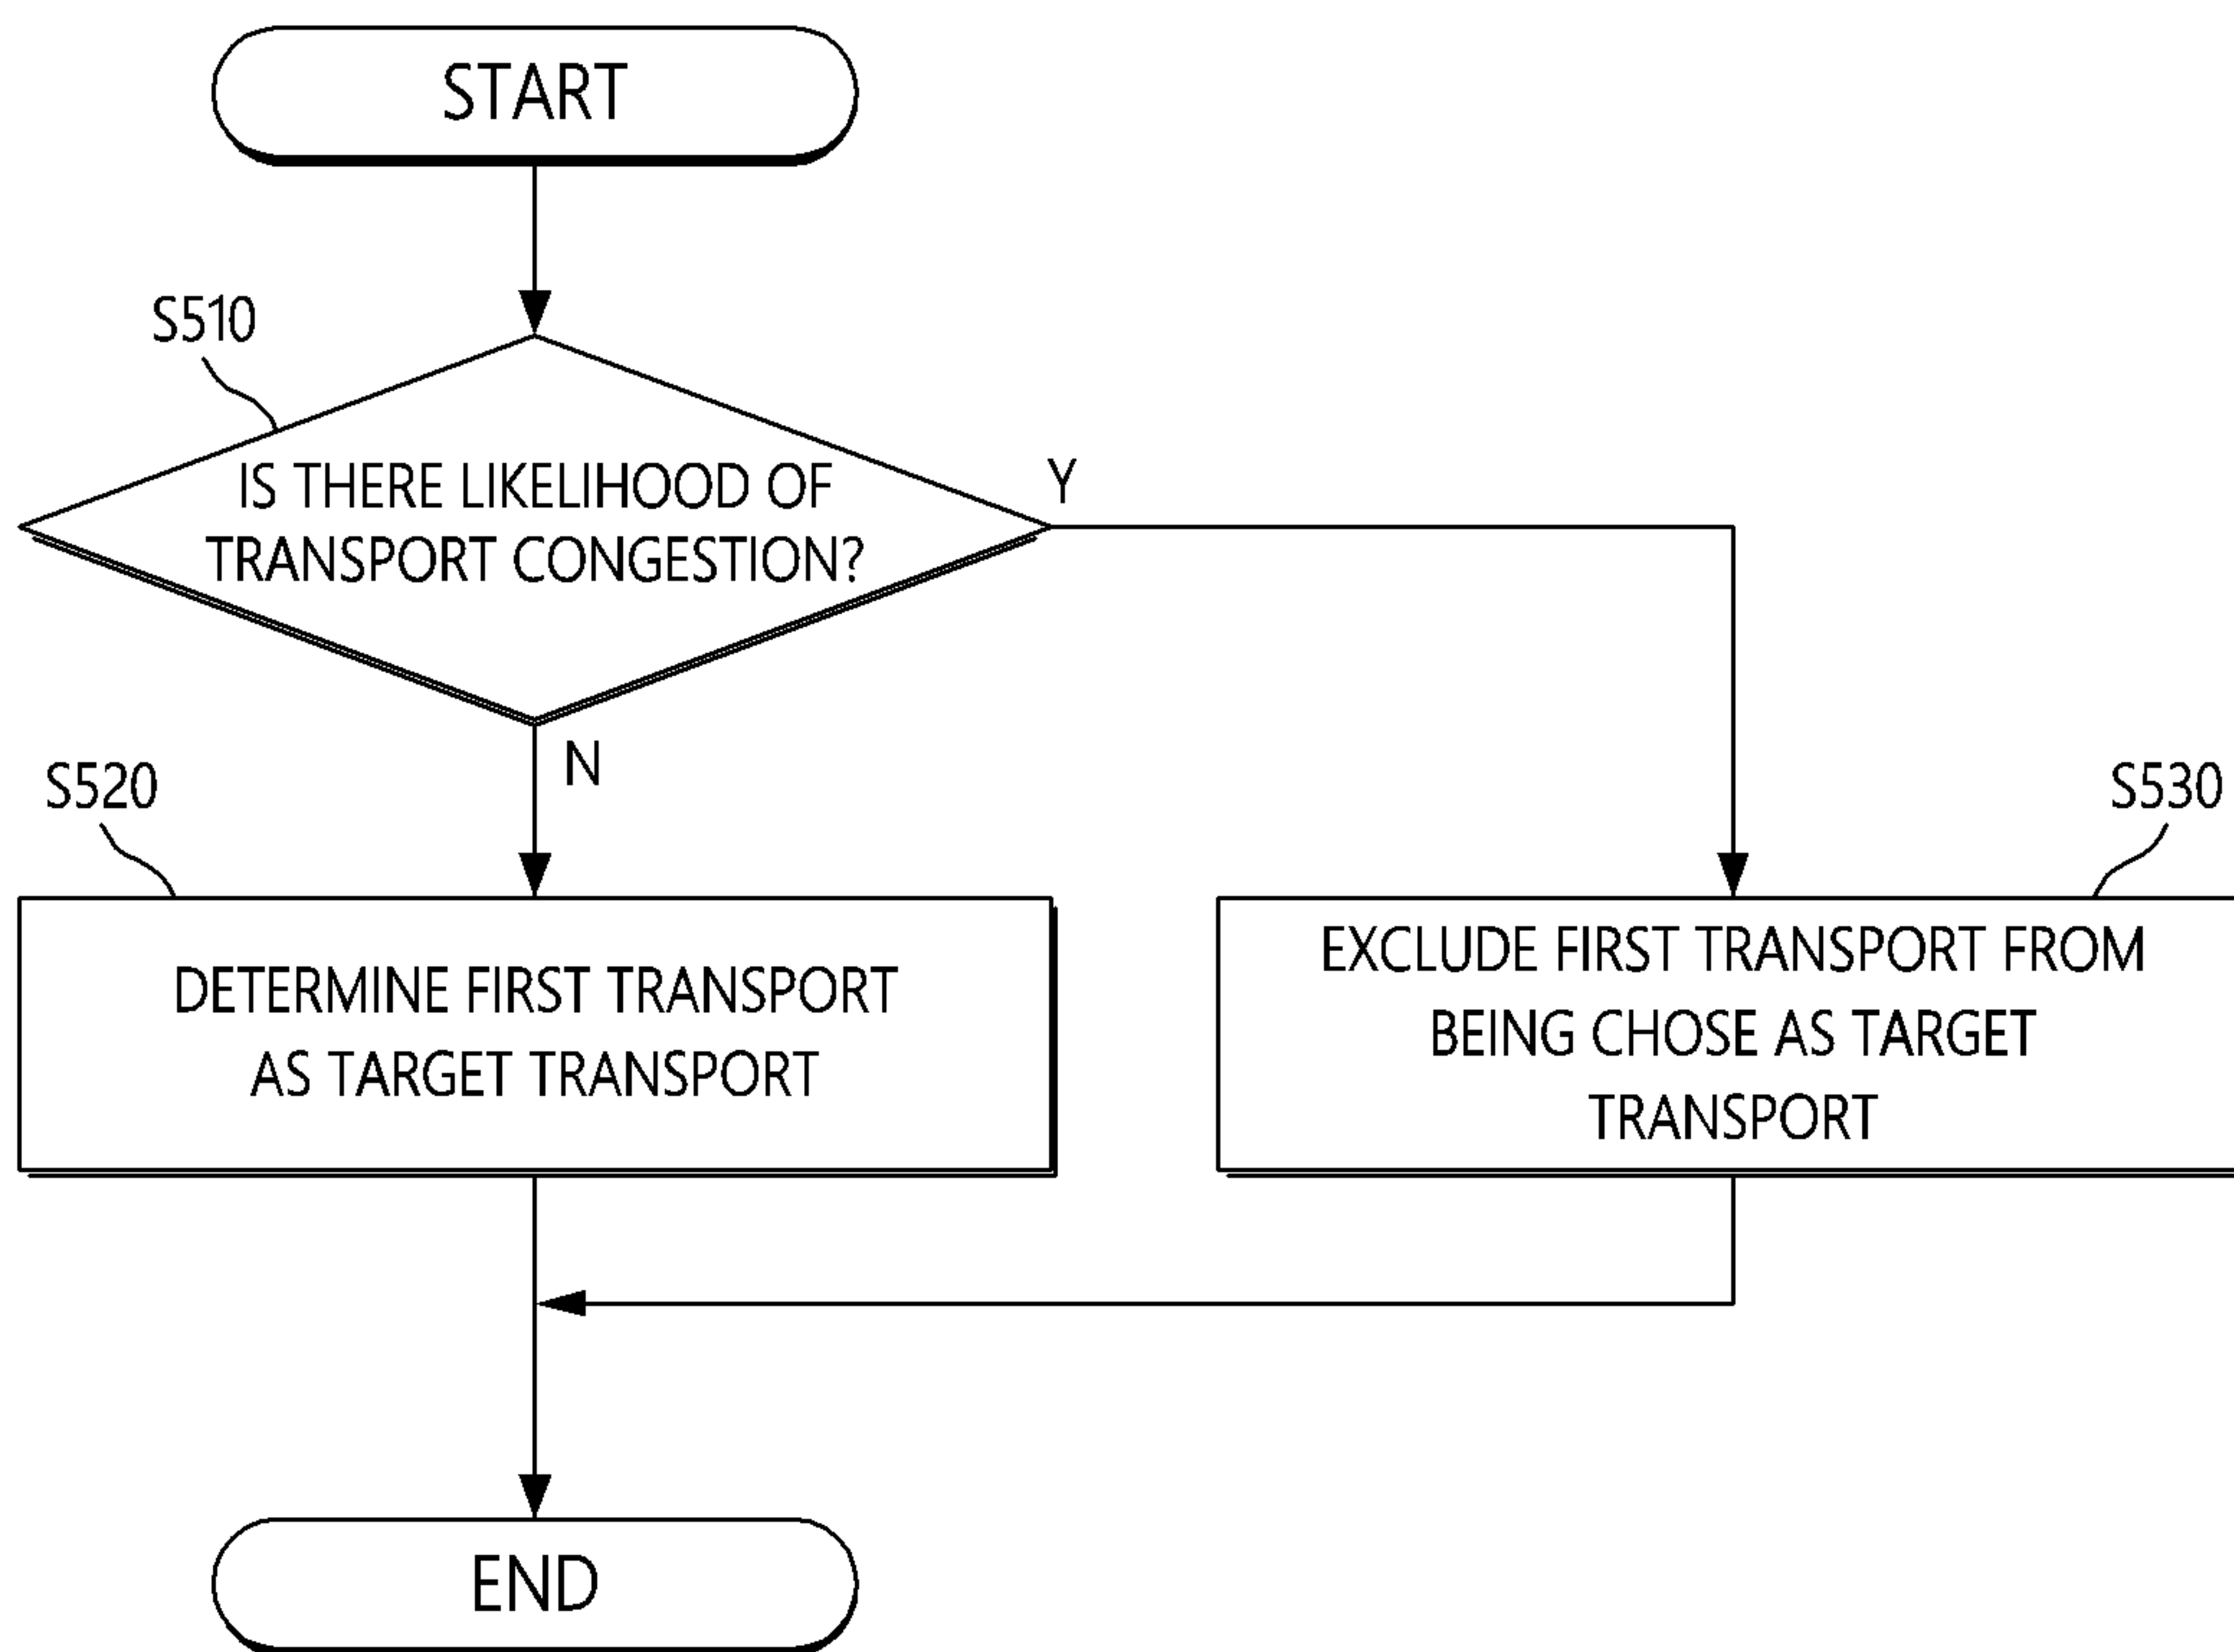 START
S510
IS THERE LIKELIHOOD OF
TRANSPORT CONGESTION?
Y
N
S520
DETERMINE FIRST TRANSPORT
AS TARGET TRANSPORT
S530
EXCLUDE FIRST TRANSPORT FROM
BEING CHOSE AS TARGET
TRANSPORT
END